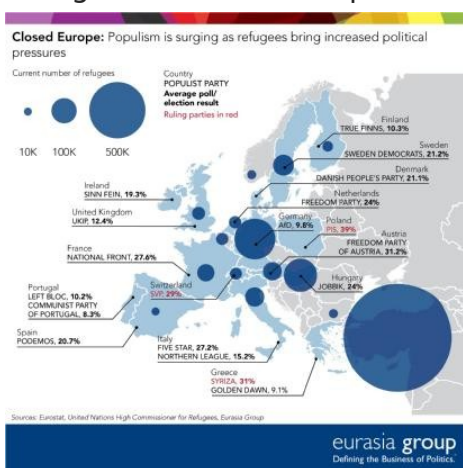 Closed Europe: Populism is surging as refugees bring increased political
pressures
Current number of refugees
10K 100K 500K
Country
POPULIST PARTY
Average poll/
election result
Ruling parties in red
Finland
TRUE FINNS, 10.3%
Sweden
SWEDEN DEMOCRATS, 21.2%
Denmark
DANISH PEOPLE'S PARTY, 21.1%
Netherlands
FREEDOM PARTY, 24%
Ireland
SINN FEIN, 19.3%
United Kingdom
UKIP, 12.4%
Germany
AfD, 9.8%
Poland
PIS, 39%
Austria
FREEDOM PARTY
OF AUSTRIA, 31.2%
France
NATIONAL FRONT, 27.6%
Switzerland
SVP, 29%
Hungary
JOBBIK, 24%
Portugal
LEFT BLOC, 10.2%
COMMUNIST PARTY
OF PORTUGAL, 8.3%
Spain
PODEMOS, 20.7%
Italy
FIVE STAR, 27.2%
NORTHERN LEAGUE, 15.2%
Greece
SYRIZA, 31%
GOLDEN DAWN, 9.1%
Sources: Eurostat, United Nations High Commissioner for Refugees, Eurasia Group
eurasia group
Defining the Business of Politics.